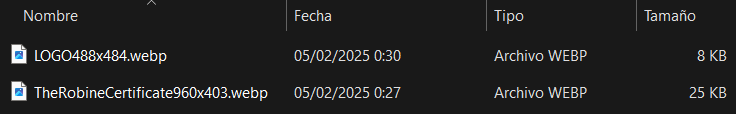 Nombre Fecha Tipo Tamaño
LOGO488x484.webp 05/02/2025 0:30 Archivo WEBP 8 KB
TheRobineCertificate960x403.webp 05/02/2025 0:27 Archivo WEBP 25 KB